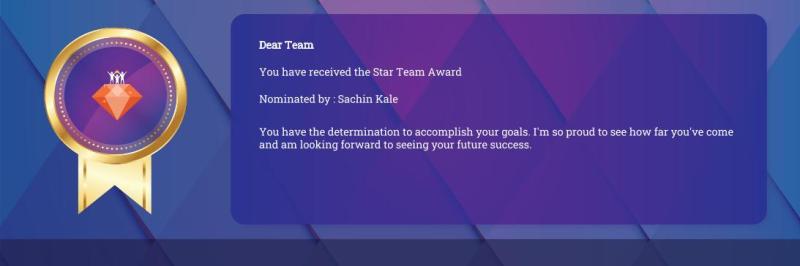 Dear Team
You have received the Star Team Award
Nominated by : Sachin Kale
You have the determination to accomplish your goals. I'm so proud to see how far you've come
and am looking forward to seeing your future success.